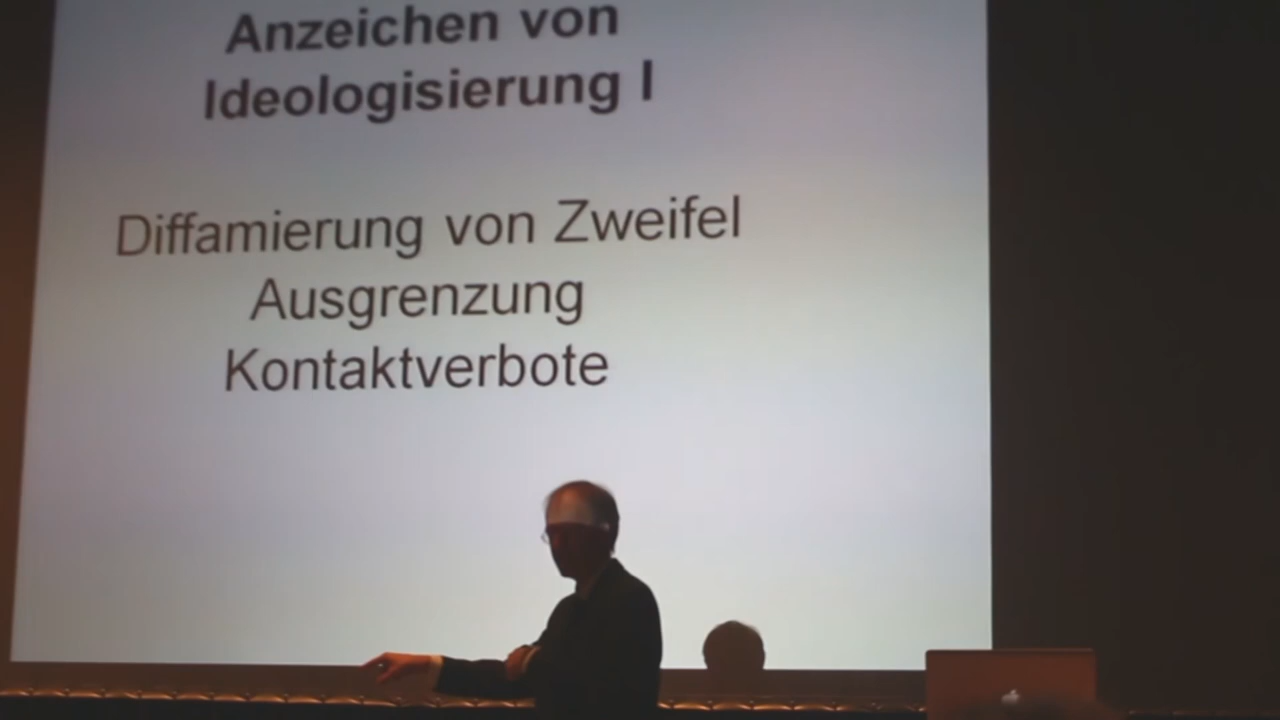 Anzeichen von
Ideologisierung I
Diffamierung von Zweifel
Ausgrenzung
Kontaktverbote